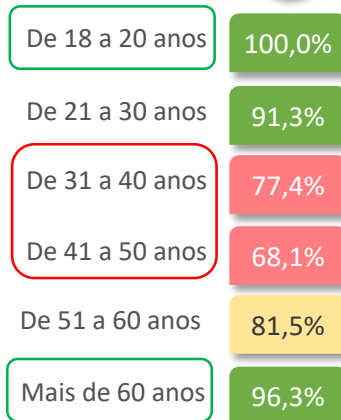 De 18 a 20 anos 100,0%
De 21 a 30 anos 91,3%
De 31 a 40 anos 77,4%
De 41 a 50 anos 68,1%
De 51 a 60 anos 81,5%
Mais de 60 anos 96,3%